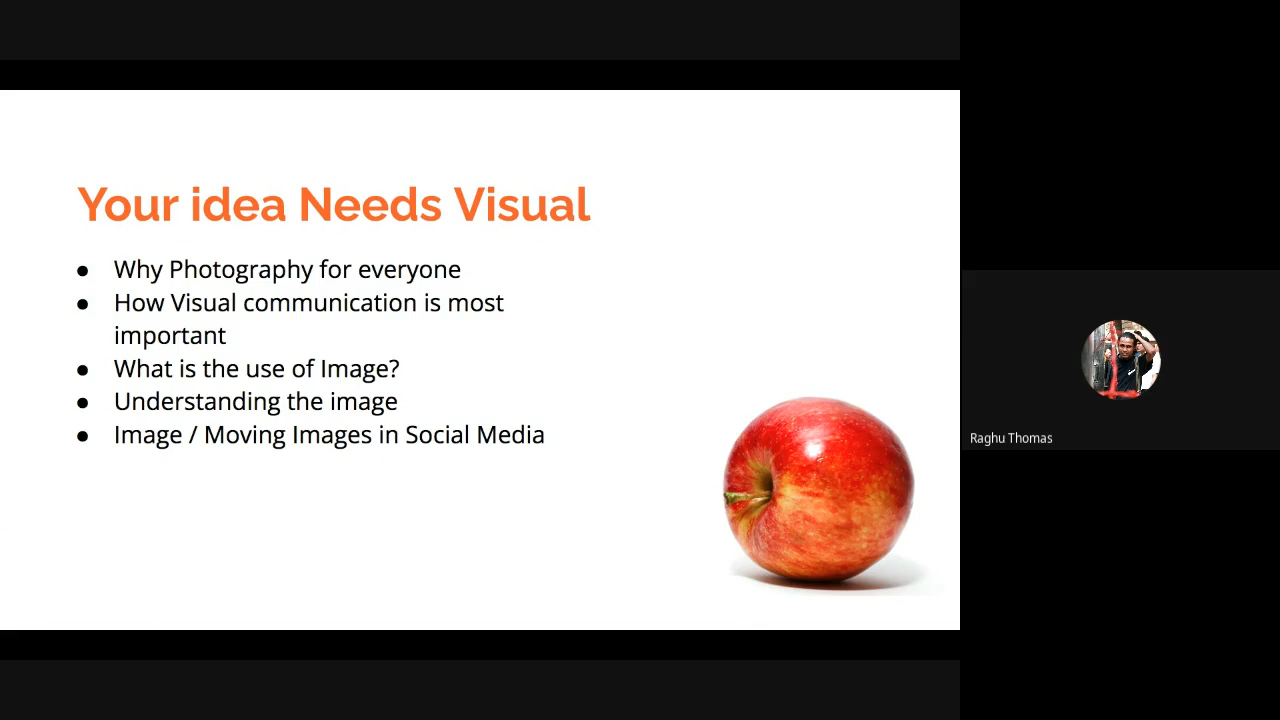 Your idea Needs Visual
● Why Photography for everyone
● How Visual communication is most
important
● What is the use of Image?
● Understanding the image
● Image / Moving Images in Social Media
Raghu Thomas